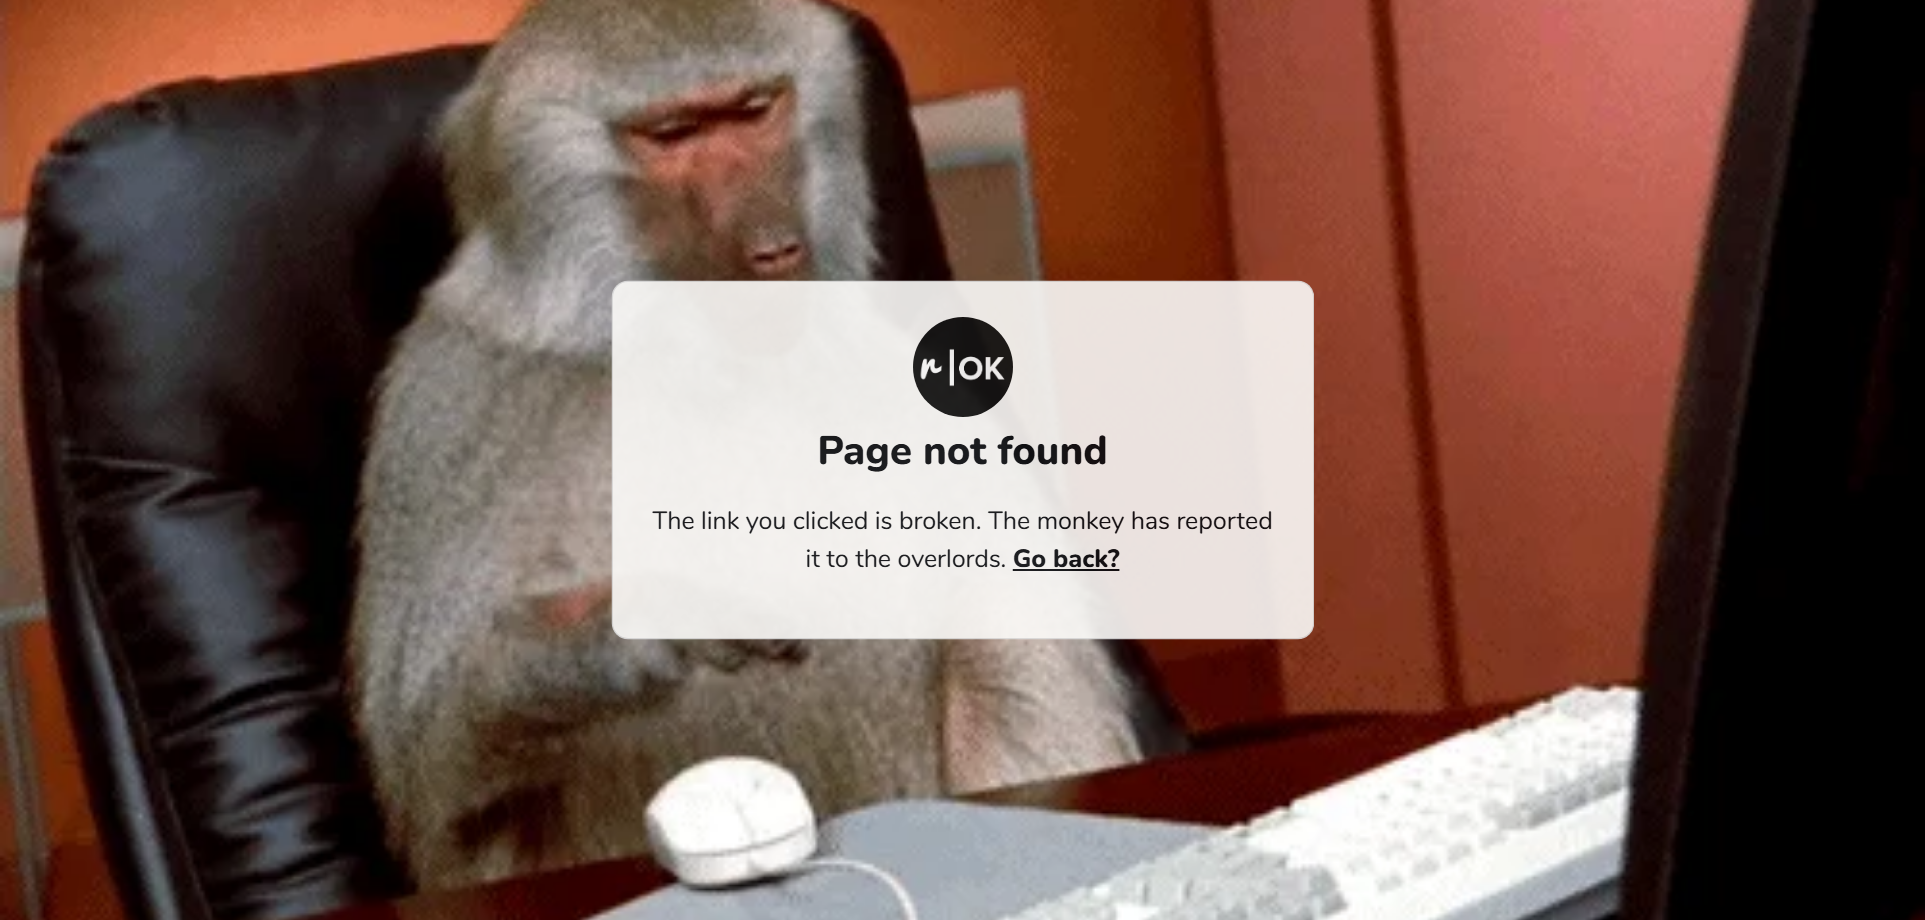 r|OK
Page not found
The link you clicked is broken. The monkey has reported
it to the overlords. Go back?